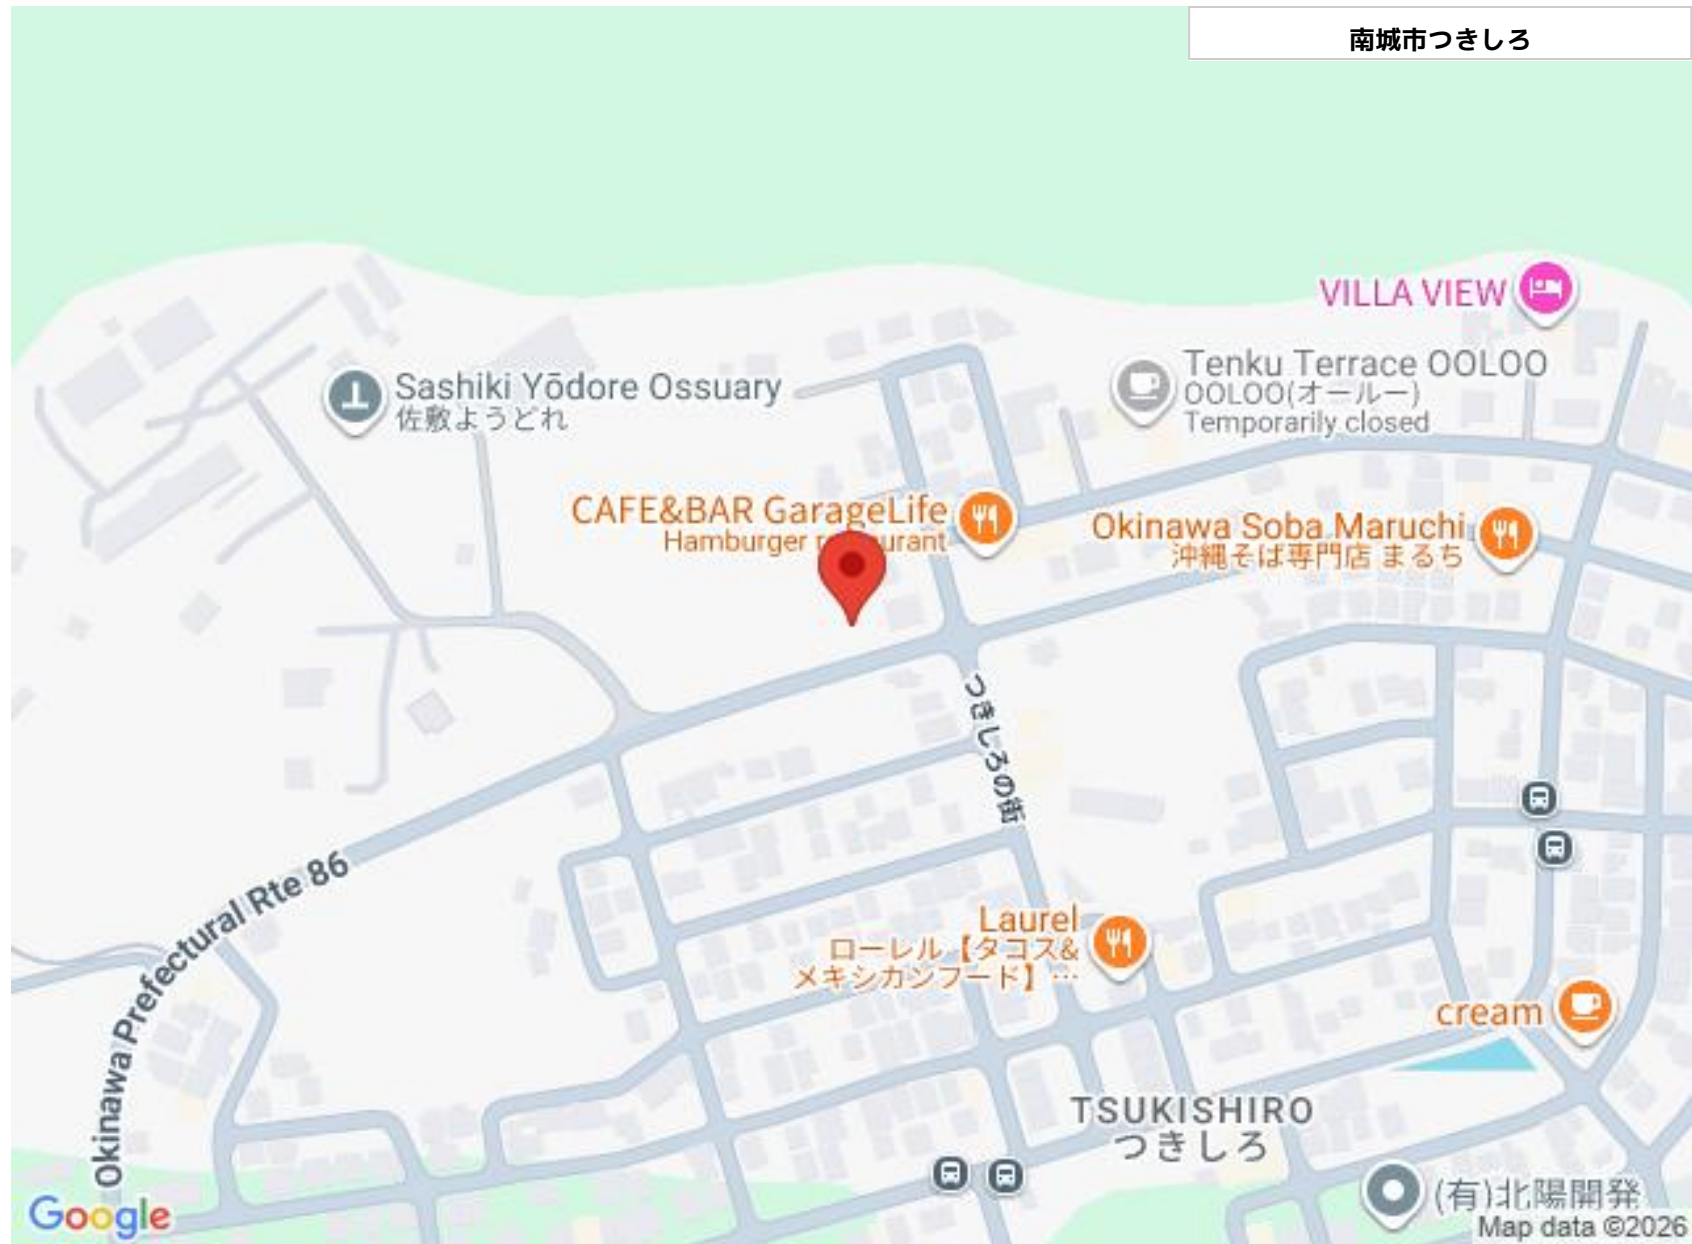 南城市つきしろ
VILLA VIEW
Tenku Terrace OOLOO
OOLOO(オールー)
Temporarily closed
Sashiki Yōdore Ossuary
佐敷ようどれ
CAFE&BAR GarageLife
Hamburger
Okinawa Soba Maruchi
沖縄そば専門店 まるち
つきしろの街
Okinawa Prefectural Rte 86
Laurel
ローレル【タコス&
メキシカンフード】…
cream
TSUKISHIRO
つきしろ
(有)北陽開発
Google
Map data ©2026